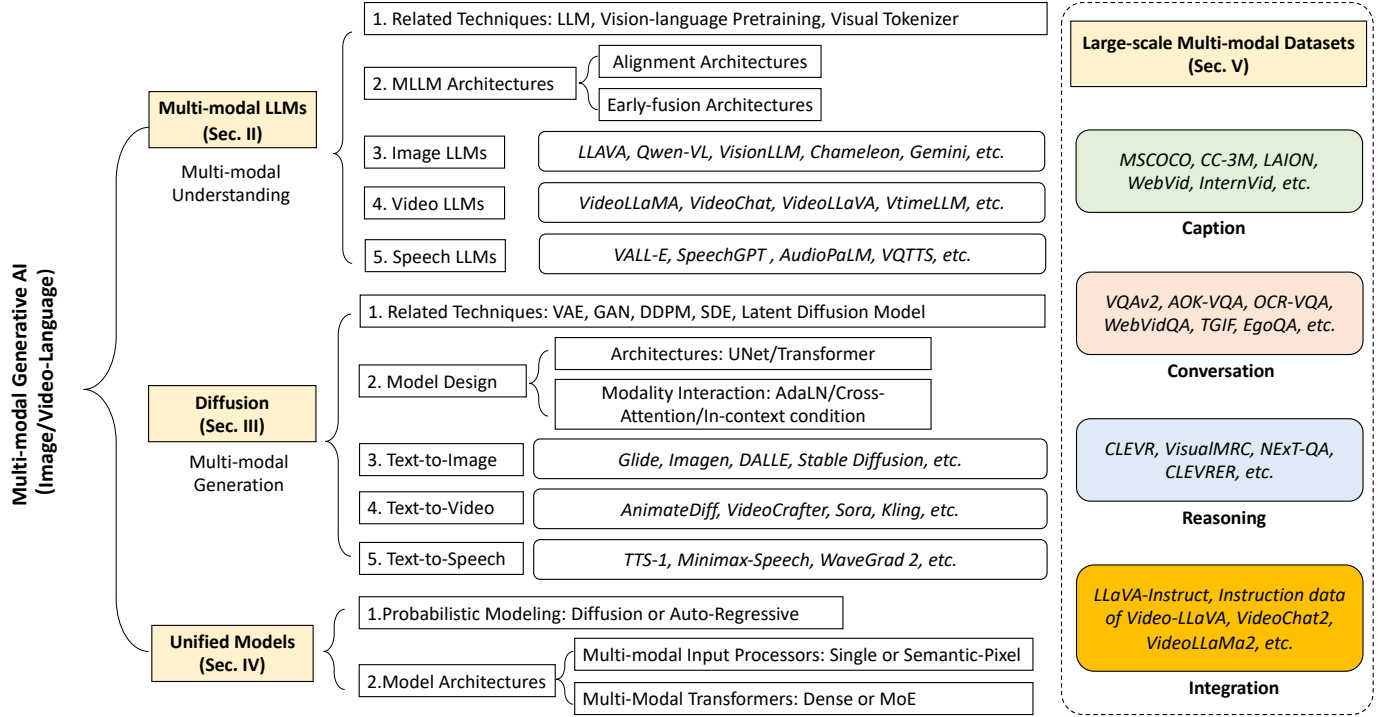 Multi-modal Generative AI
(Image/Video-Language)
Multi-modal LLMs
(Sec. II)
Multi-modal
Understanding
1. Related Techniques: LLM, Vision-language Pretraining, Visual Tokenizer
2. MLLM Architectures
Alignment Architectures
Early-fusion Architectures
3. Image LLMs
LLAVA, Qwen-VL, VisionLLM, Chameleon, Gemini, etc.
4. Video LLMs
VideoLLaMA, VideoChat, VideoLLaVA, VtimeLLM, etc.
5. Speech LLMs
VALL-E, SpeechGPT , AudioPaLM, VQTTS, etc.
Diffusion
(Sec. III)
Multi-modal
Generation
1. Related Techniques: VAE, GAN, DDPM, SDE, Latent Diffusion Model
2. Model Design
Architectures: UNet/Transformer
Modality Interaction: AdaLN/Cross-
Attention/In-context condition
3. Text-to-Image
Glide, Imagen, DALLE, Stable Diffusion, etc.
4. Text-to-Video
AnimateDiff, VideoCrafter, Sora, Kling, etc.
5. Text-to-Speech
TTS-1, Minimax-Speech, WaveGrad 2, etc.
Unified Models
(Sec. IV)
1.Probabilistic Modeling: Diffusion or Auto-Regressive
2.Model Architectures
Multi-modal Input Processors: Single or Semantic-Pixel
Multi-Modal Transformers: Dense or MoE
Large-scale Multi-modal Datasets
(Sec. V)
MSCOCO, CC-3M, LAION,
WebVid, InternVid, etc.
Caption
VQAv2, AOK-VQA, OCR-VQA,
WebVidQA, TGIF, EgoQA, etc.
Conversation
CLEVR, VisualMRC, NExT-QA,
CLEVRER, etc.
Reasoning
LLaVA-Instruct, Instruction data
of Video-LLaVA, VideoChat2,
VideoLLaMa2, etc.
Integration